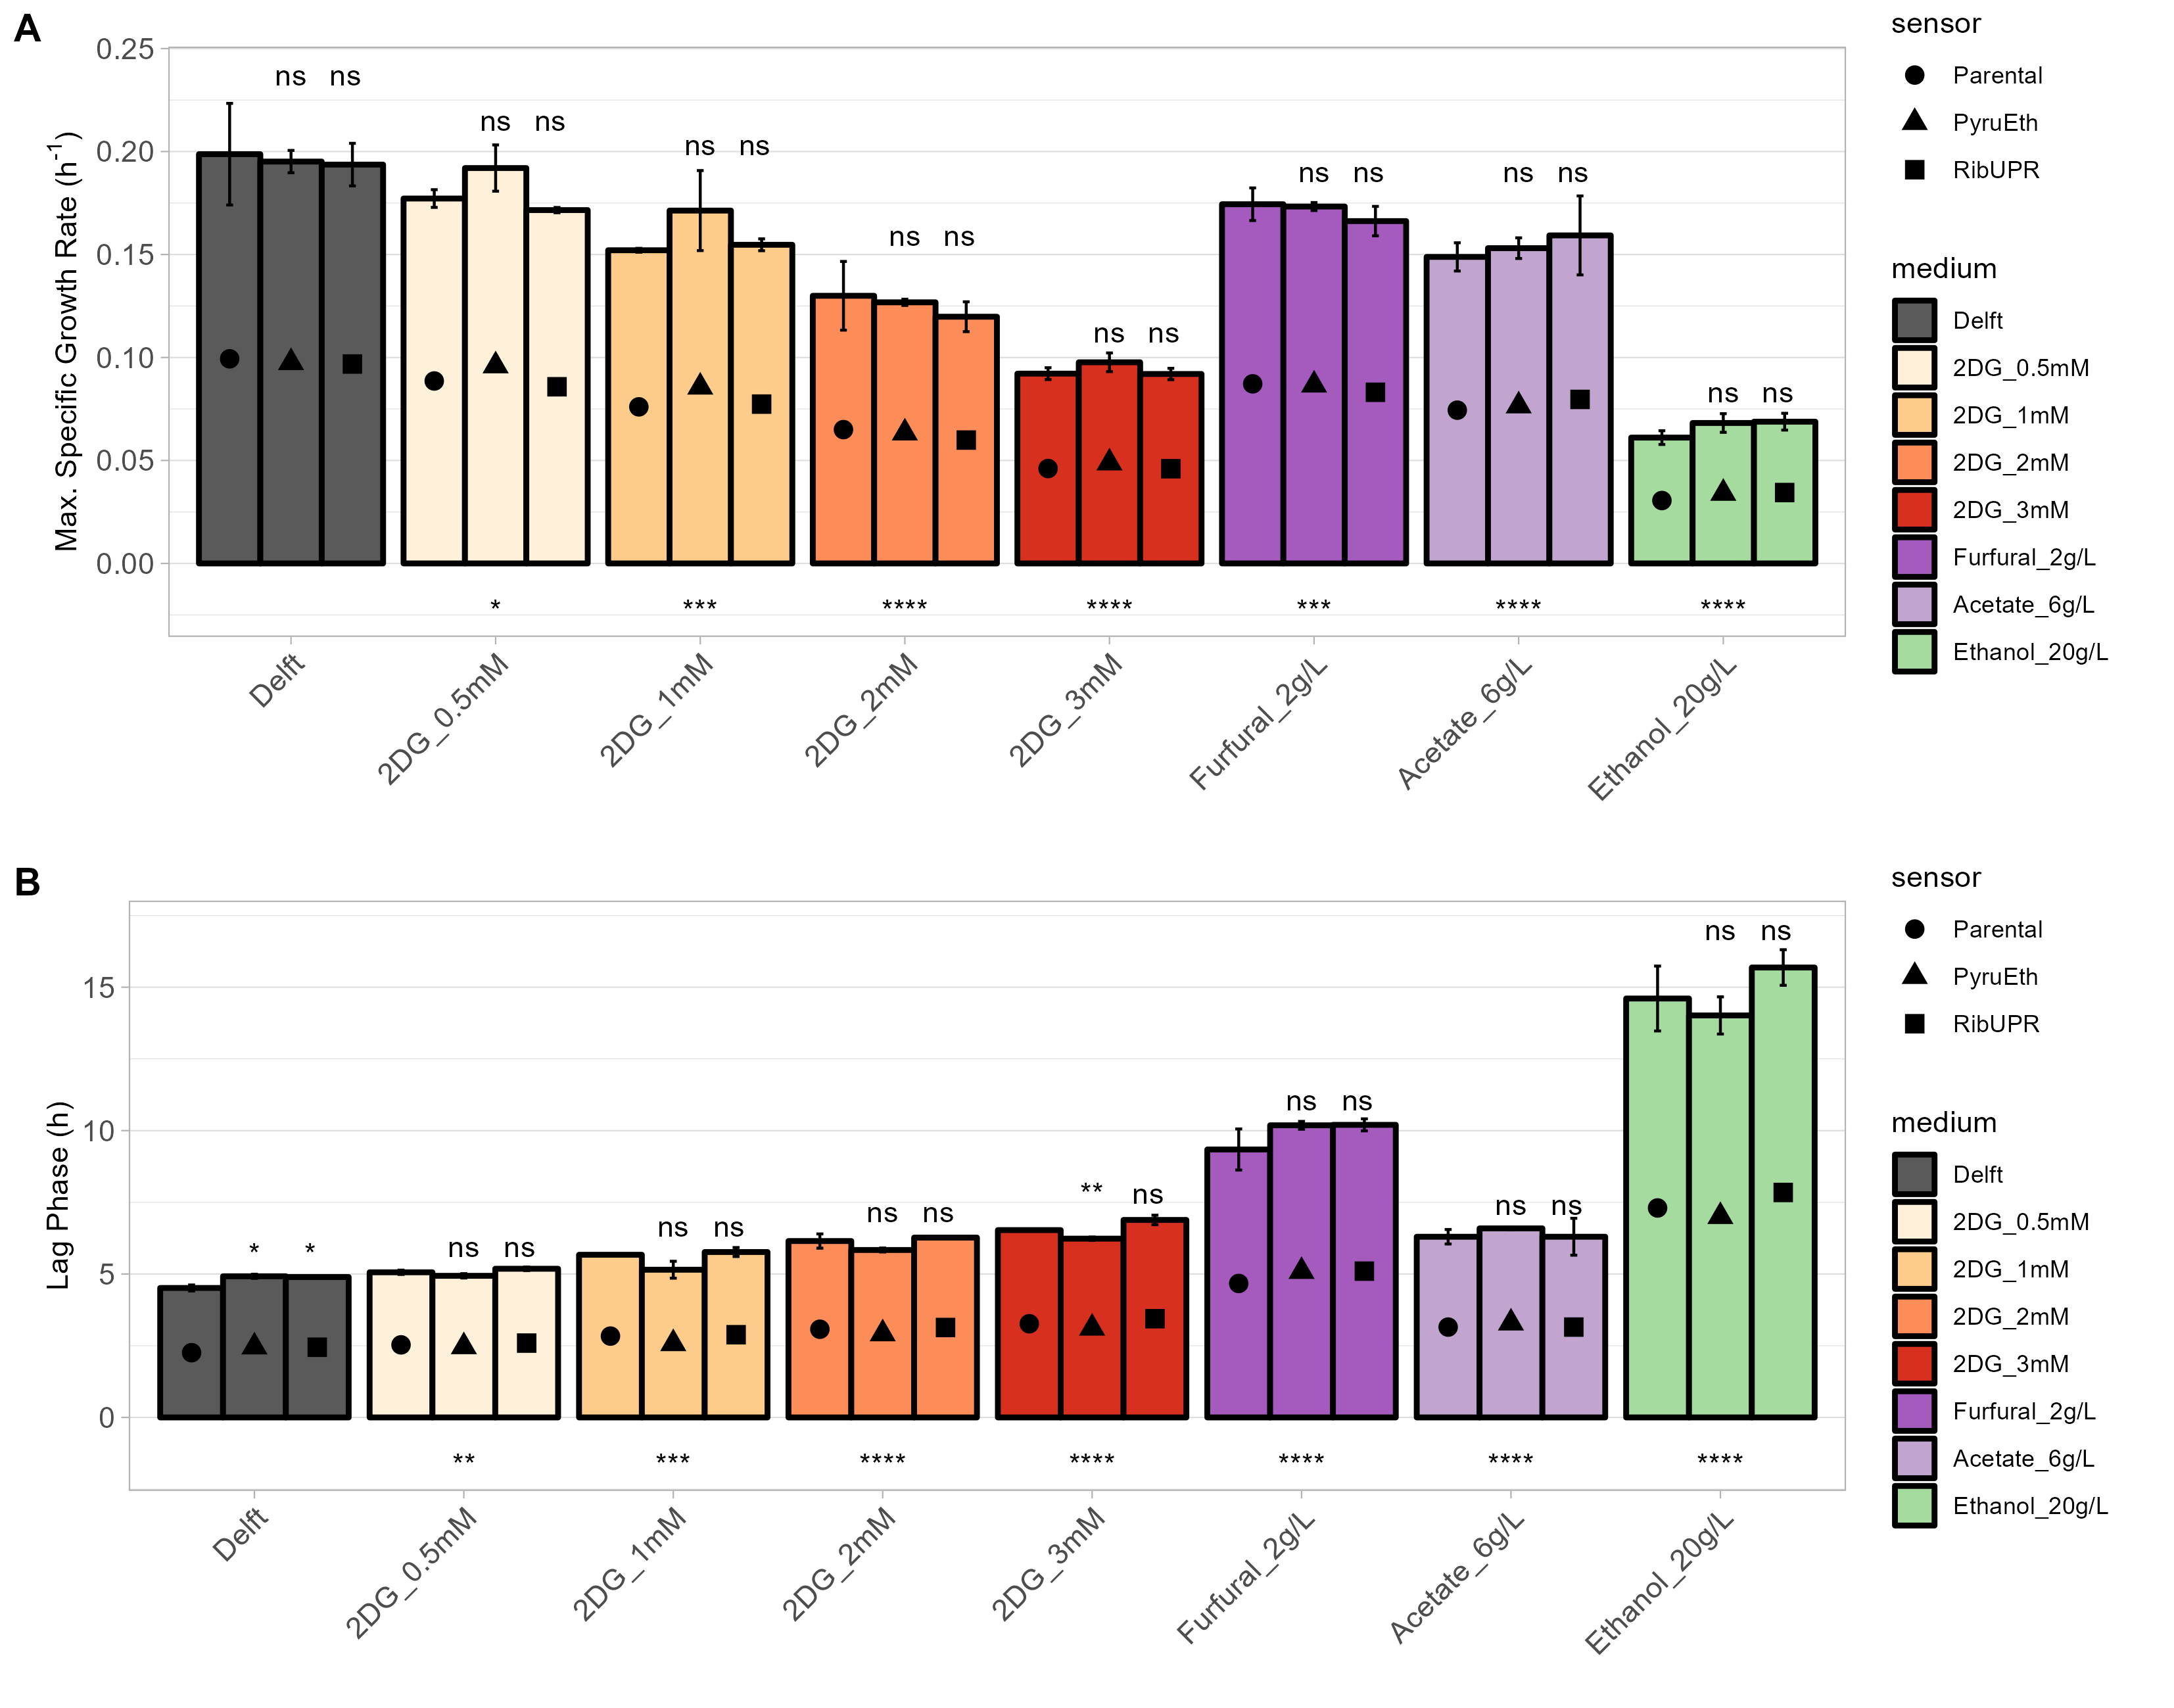 A
Max. Specific Growth Rate (h-1)
0.25
0.20
0.15
0.10
0.05
0.00
ns ns
ns ns
ns ns
ns ns
ns ns
ns ns
ns ns
ns ns
* *** **** **** *** **** ****
Delft
2DG_0.5mM
2DG_1mM
2DG_2mM
2DG_3mM
Furfural_2g/L
Acetate_6g/L
Ethanol_20g/L
sensor
Parental
PyruEth
RibUPR
medium
Delft
2DG_0.5mM
2DG_1mM
2DG_2mM
2DG_3mM
Furfural_2g/L
Acetate_6g/L
Ethanol_20g/L
B
Lag Phase (h)
15
10
5
0
* *
ns ns
ns ns
ns ns
** ns
ns ns
ns ns
ns ns
** *** **** **** **** **** ****
Delft
2DG_0.5mM
2DG_1mM
2DG_2mM
2DG_3mM
Furfural_2g/L
Acetate_6g/L
Ethanol_20g/L
sensor
Parental
PyruEth
RibUPR
medium
Delft
2DG_0.5mM
2DG_1mM
2DG_2mM
2DG_3mM
Furfural_2g/L
Acetate_6g/L
Ethanol_20g/L